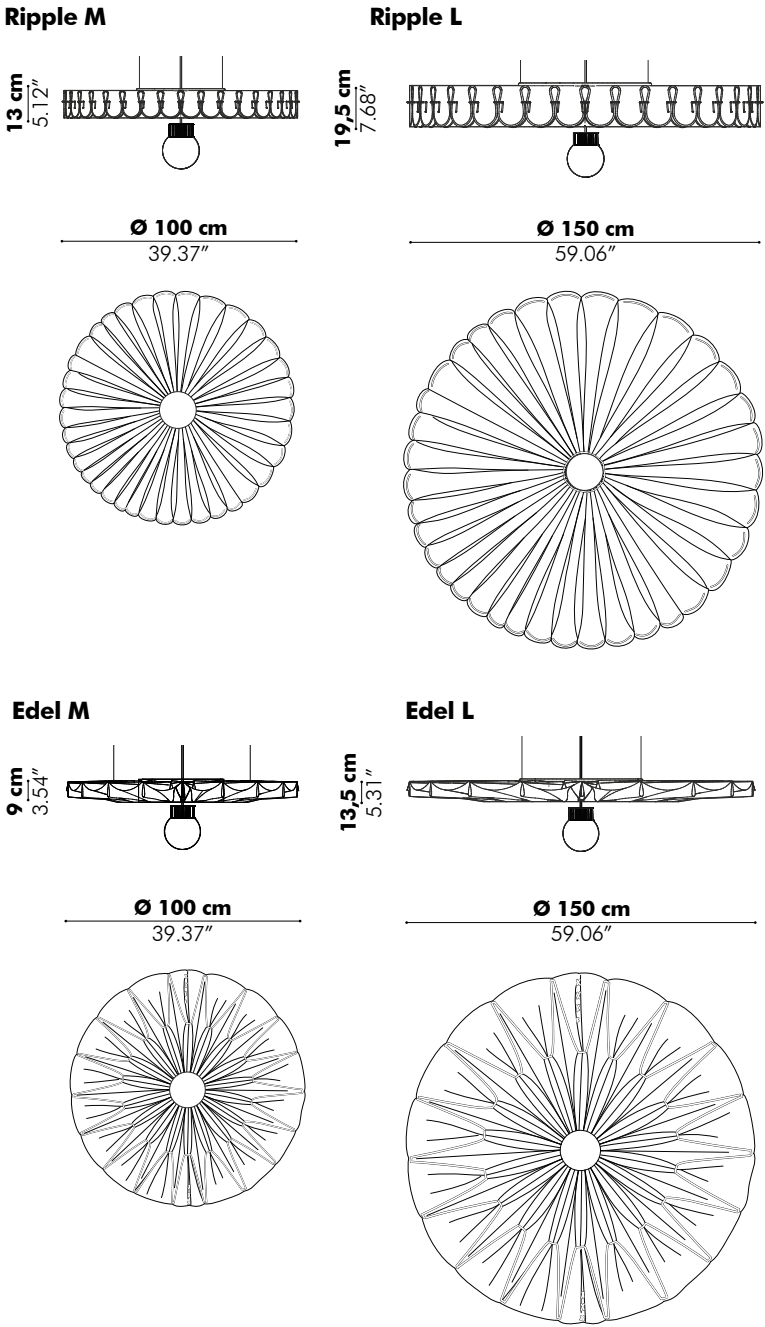 Ripple M
13 cm
5.12”
Ø 100 cm
39.37”
Ripple L
19,5 cm
7.68”
Ø 150 cm
59.06”
Edel M
9 cm
3.54”
Ø 100 cm
39.37”
Edel L
13,5 cm
5.31”
Ø 150 cm
59.06”